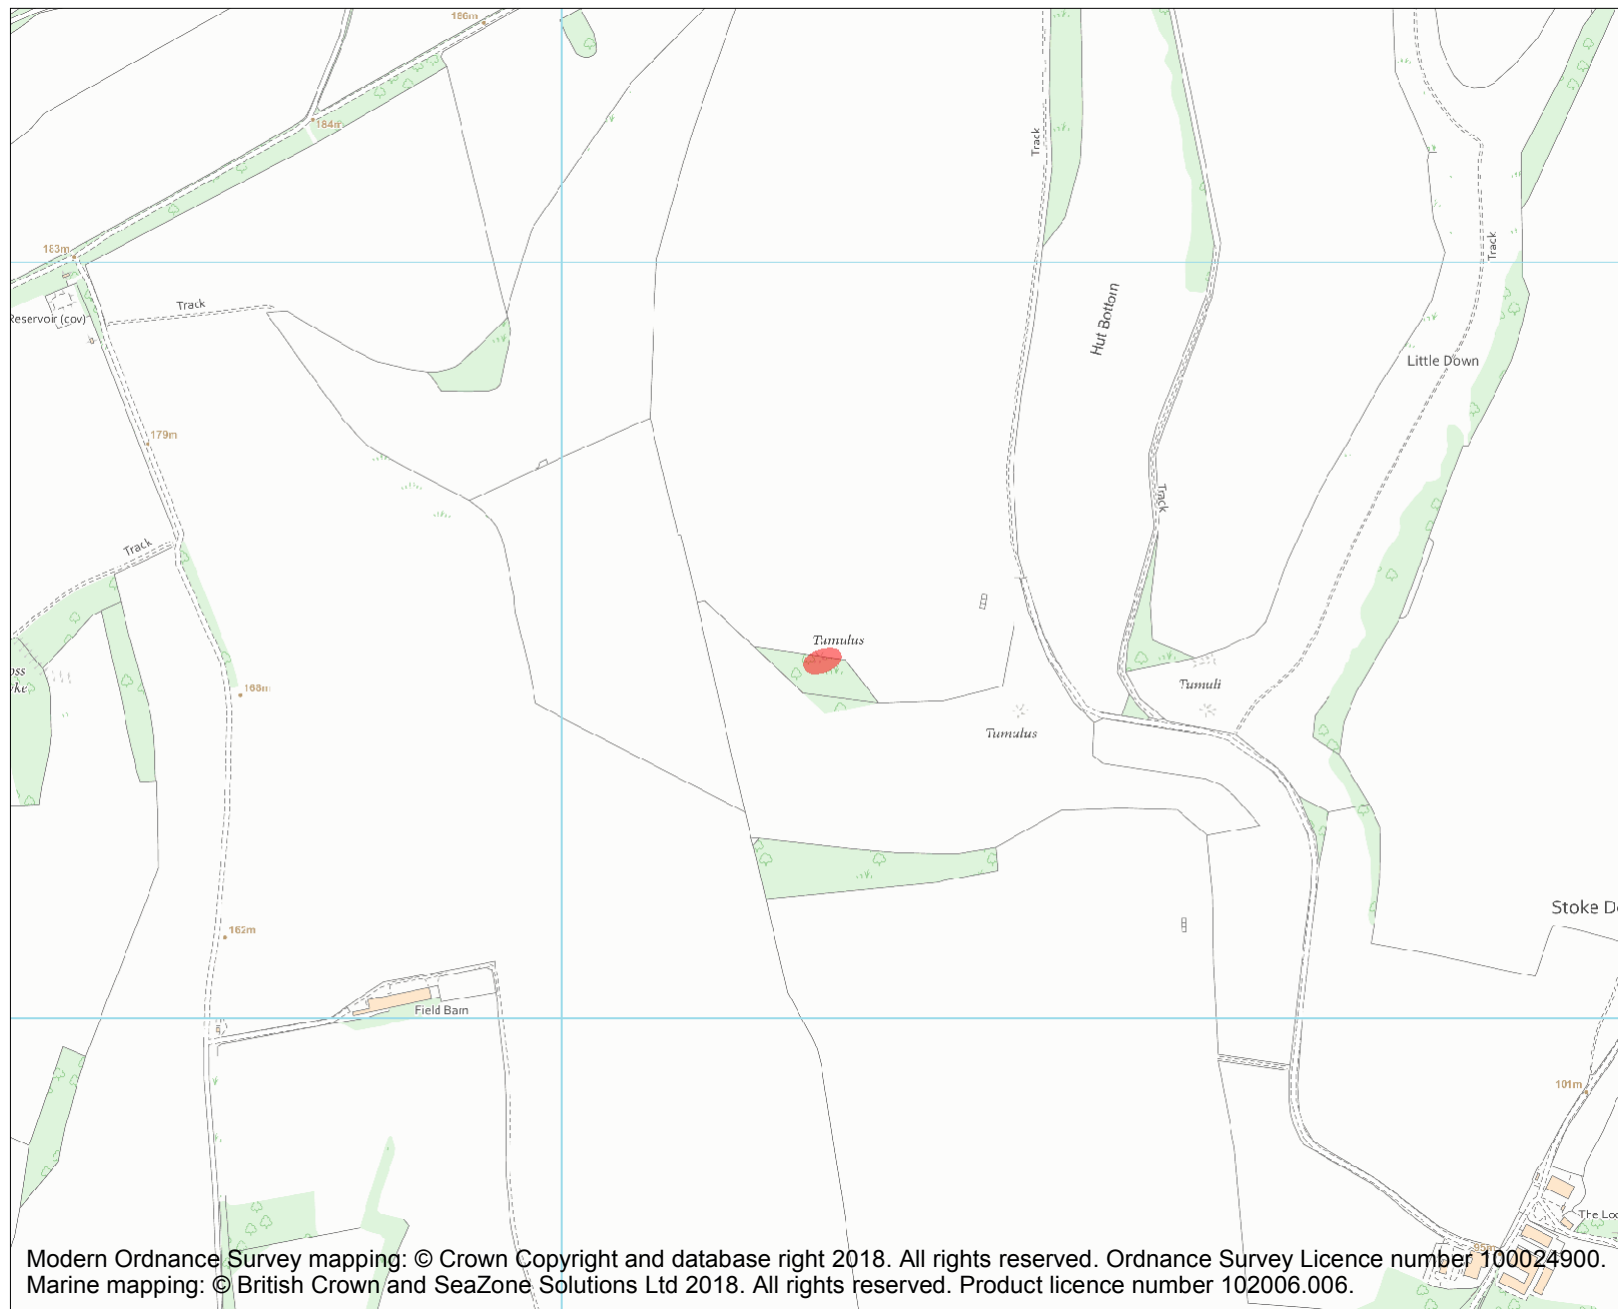 186m
184m
183m
Track
Track
Track
Reservoir (cov)
Hut Bottom
Little Down
179m
Track
Track
Tumulus
168m
Tumuli
Tumulus
Stoke D
162m
Field Barn
101m
The Loo
95m
Modern Ordnance Survey mapping: © Crown Copyright and database right 2018. All rights reserved. Ordnance Survey Licence number 100024900.
Marine mapping: © British Crown and SeaZone Solutions Ltd 2018. All rights reserved. Product licence number 102006.006.